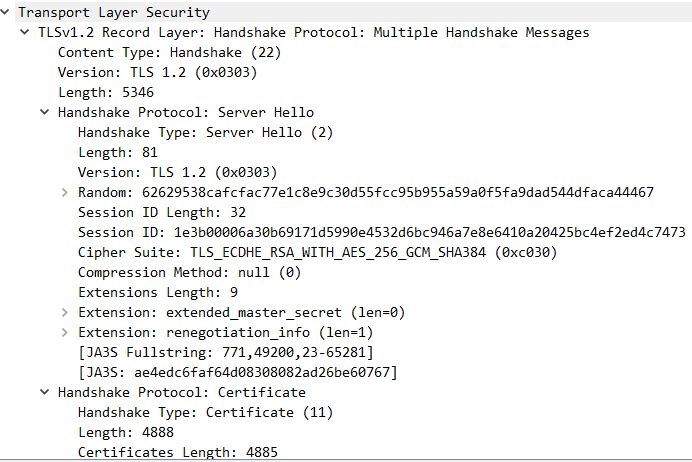 Transport Layer Security
TLSv1.2 Record Layer: Handshake Protocol: Multiple Handshake Messages
Content Type: Handshake (22)
Version: TLS 1.2 (0x0303)
Length: 5346
Handshake Protocol: Server Hello
Handshake Type: Server Hello (2)
Length: 81
Version: TLS 1.2 (0x0303)
Random: 62629538cafcfac77e1c8e9c30d55fcc95b955a59a0f5fa9dad544dfaca44467
Session ID Length: 32
Session ID: 1e3b00006a30b69171d5990e4532d6bc946a7e8e6410a20425bc4ef2ed4c7473
Cipher Suite: TLS_ECDHE_RSA_WITH_AES_256_GCM_SHA384 (0xc030)
Compression Method: null (0)
Extensions Length: 9
Extension: extended_master_secret (len=0)
Extension: renegotiation_info (len=1)
[JA3S Fullstring: 771,49200,23-65281]
[JA3S: ae4edc6faf64d08308082ad26be60767]
Handshake Protocol: Certificate
Handshake Type: Certificate (11)
Length: 4888
Certificates Length: 4885